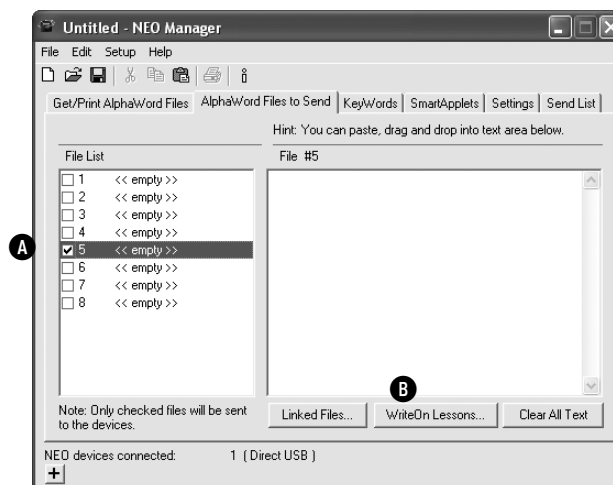 Untitled - NEO Manager
File Edit Setup Help
Get/Print AlphaWord Files AlphaWord Files to Send KeyWords SmartApplets Settings Send List
Hint: You can paste, drag and drop into text area below.
File List
File #5
1 << empty >>
2 << empty >>
3 << empty >>
4 << empty >>
A
5 << empty >>
6 << empty >>
7 << empty >>
8 << empty >>
B
Note: Only checked files will be sent
to the devices.
Linked Files... WriteOn Lessons... Clear All Text
NEO devices connected: 1 ( Direct USB )